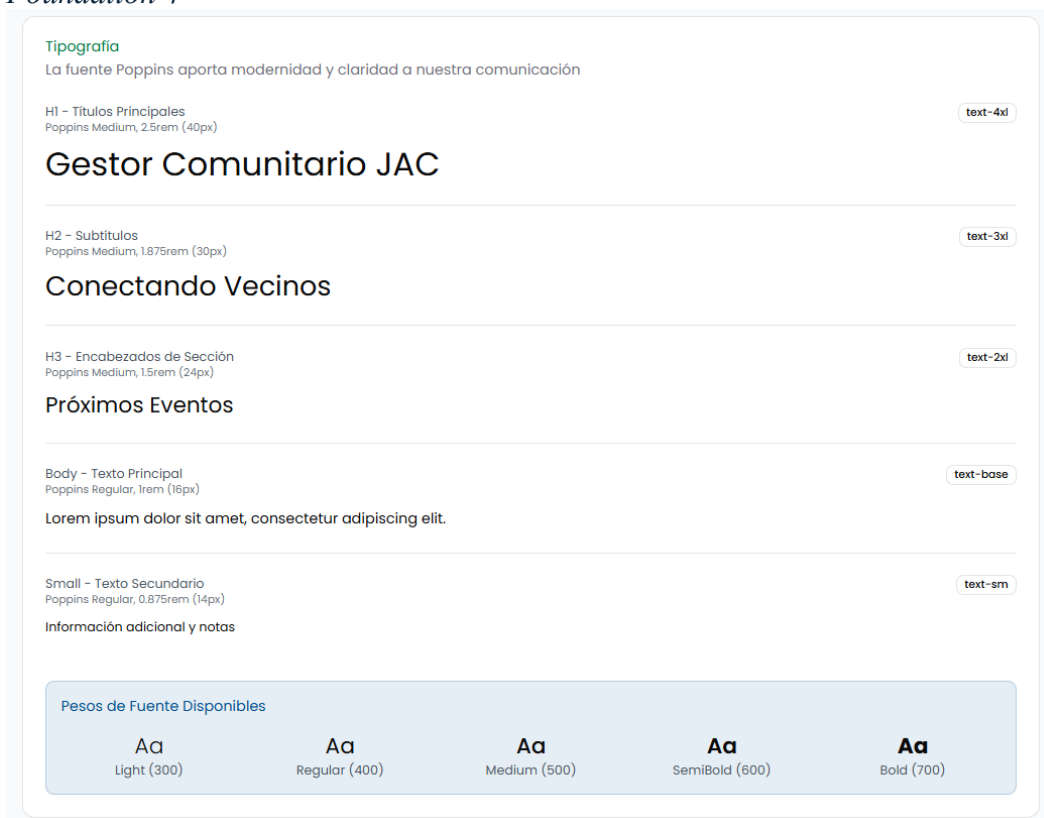 Foundation 4
Tipografía
La fuente Poppins aporta modernidad y claridad a nuestra comunicación
H1 - Títulos Principales
text-4xl
Poppins Medium, 2.5rem (40px)
Gestor Comunitario JAC
H2 - Subtítulos
text-3xl
Poppins Medium, 1.875rem (30px)
Conectando Vecinos
H3 - Encabezados de Sección
text-2xl
Poppins Medium, 1.5rem (24px)
Próximos Eventos
Body - Texto Principal
text-base
Poppins Regular, 1rem (16px)
Lorem ipsum dolor sit amet, consectetur adipiscing elit.
Small - Texto Secundario
text-sm
Poppins Regular, 0.875rem (14px)
Información adicional y notas
Pesos de Fuente Disponibles
Aa Aa Aa Aa Aa
Light (300) Regular (400) Medium (500) SemiBold (600) Bold (700)